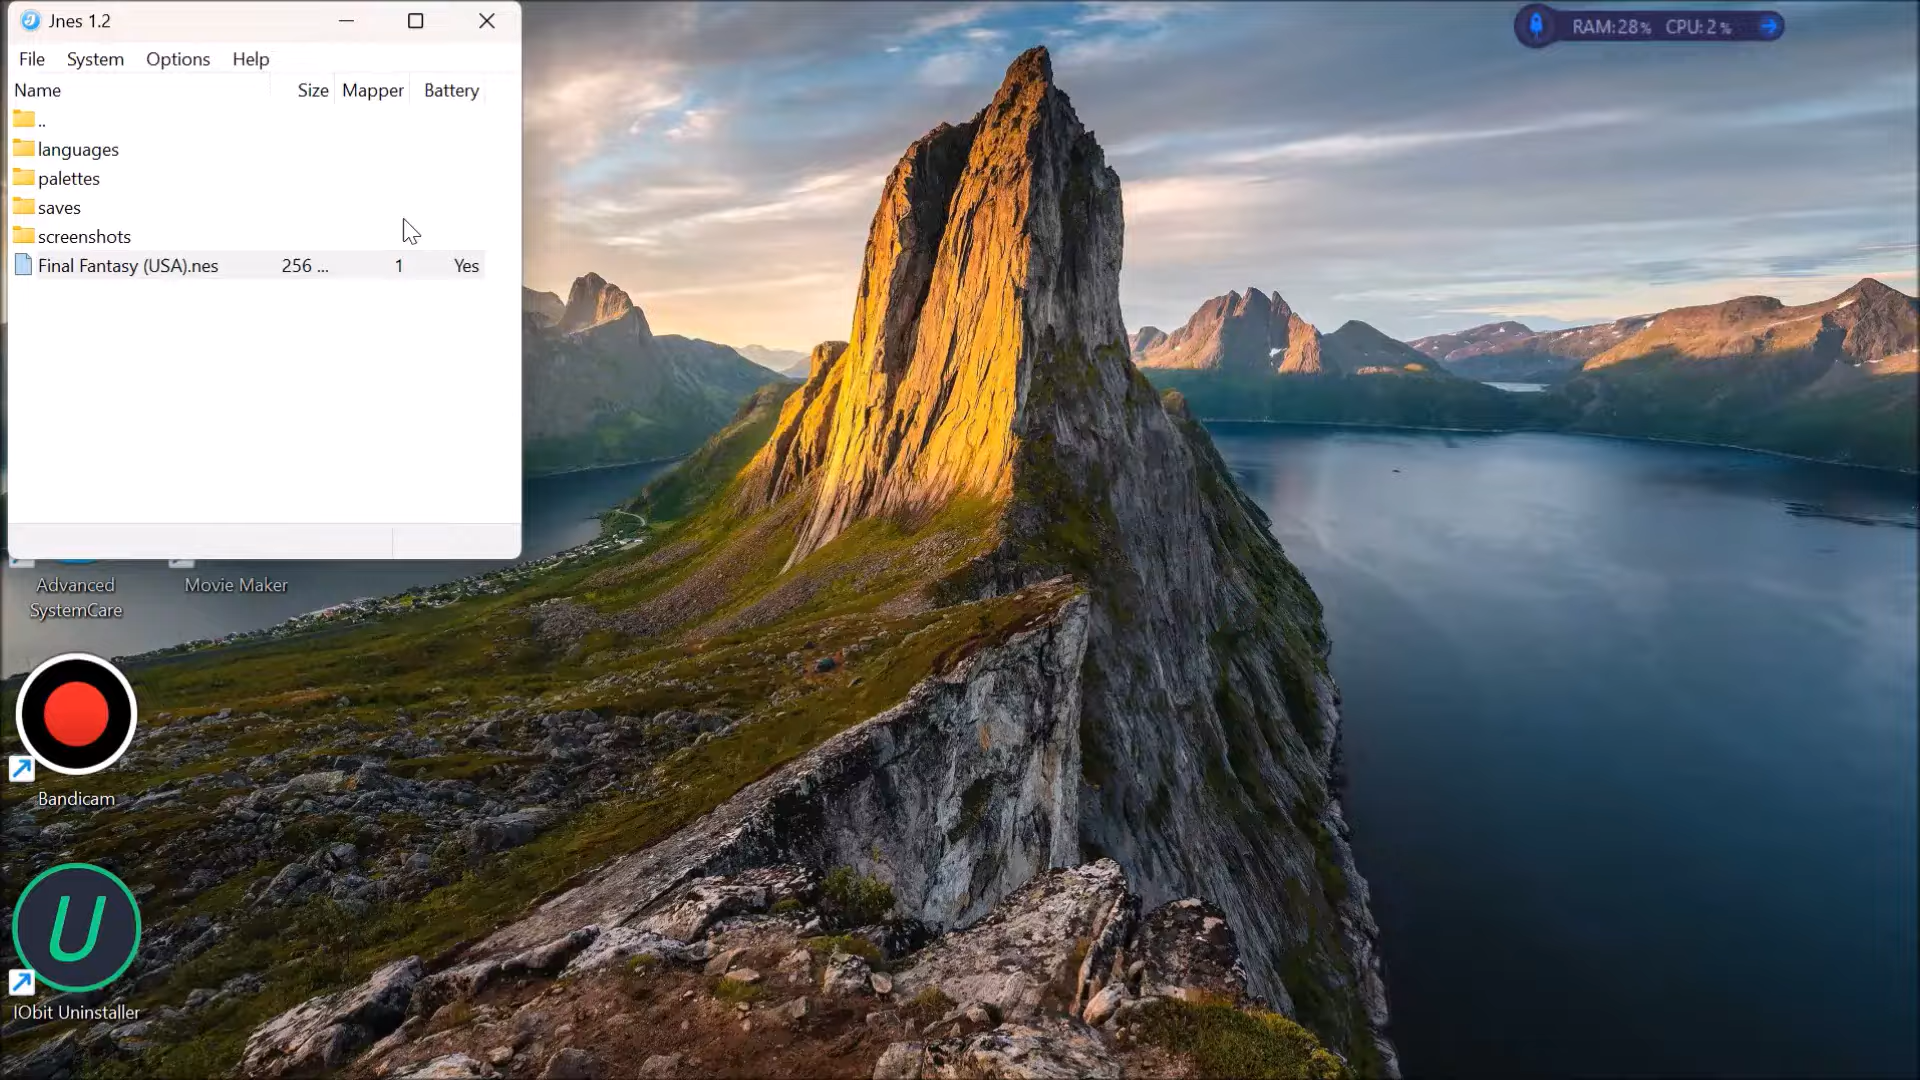 Jnes 1.2
File System Options Help
Name Size Mapper Battery
..
languages
palettes
saves
screenshots
Final Fantasy (USA).nes 256 ... 1 Yes
RAM:28% CPU:2%
Advanced
SystemCare
Movie Maker
Bandicam
IObit Uninstaller